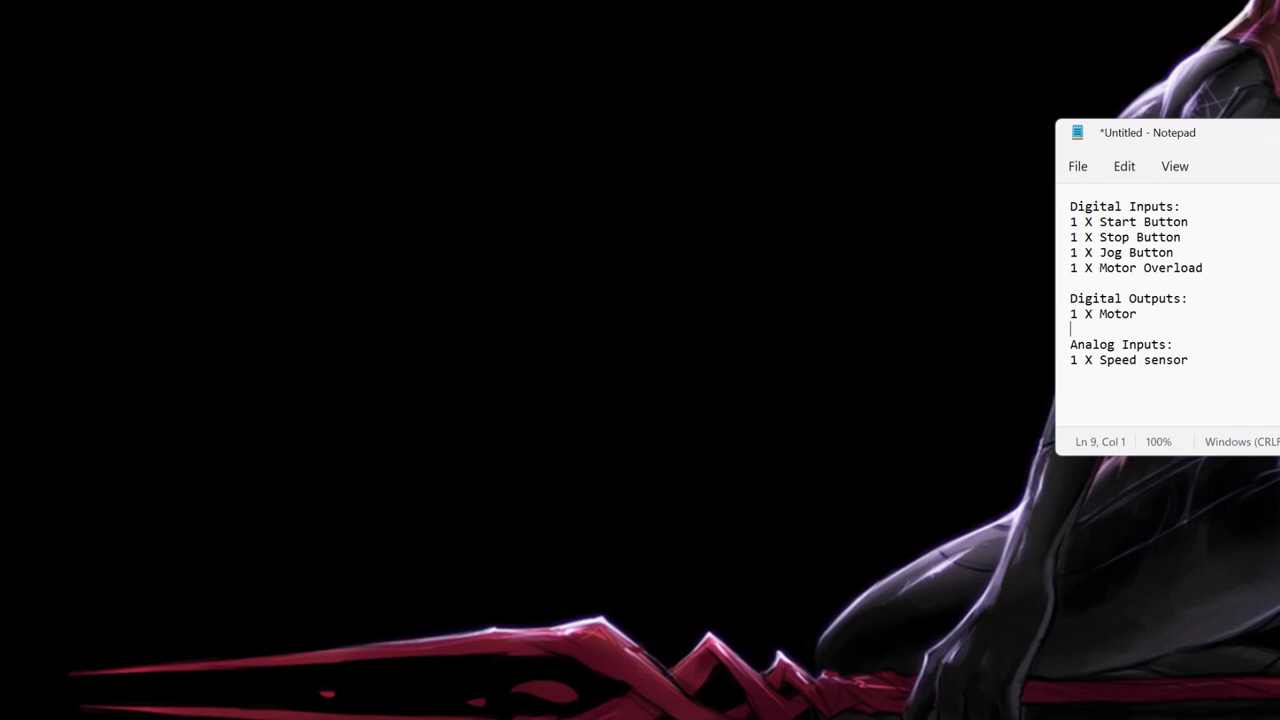 *Untitled - Notepad
File Edit View
Digital Inputs:
1 X Start Button
1 X Stop Button
1 X Jog Button
1 X Motor Overload
Digital Outputs:
1 X Motor
Analog Inputs:
1 X Speed sensor
Ln 9, Col 1 100% Windows (CRLF